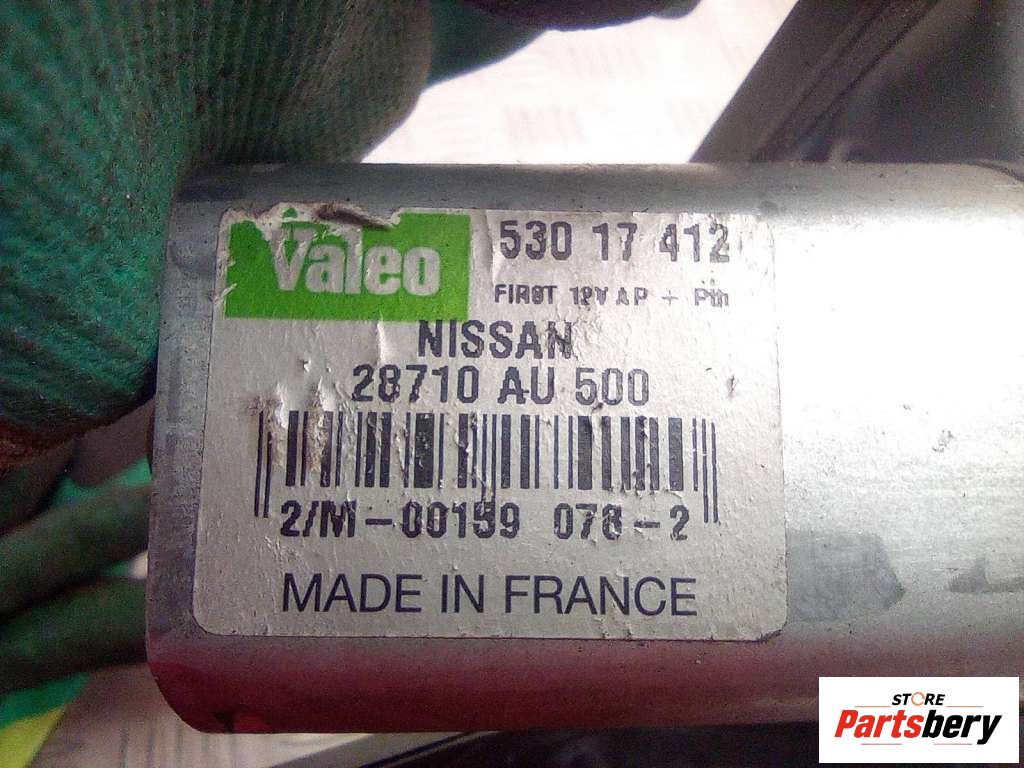 Valeo
530 17 412
FIRST 12V AP + Pin
NISSAN
28710 AU 500
2/M-00159 078-2
MADE IN FRANCE
STORE
Partsbery